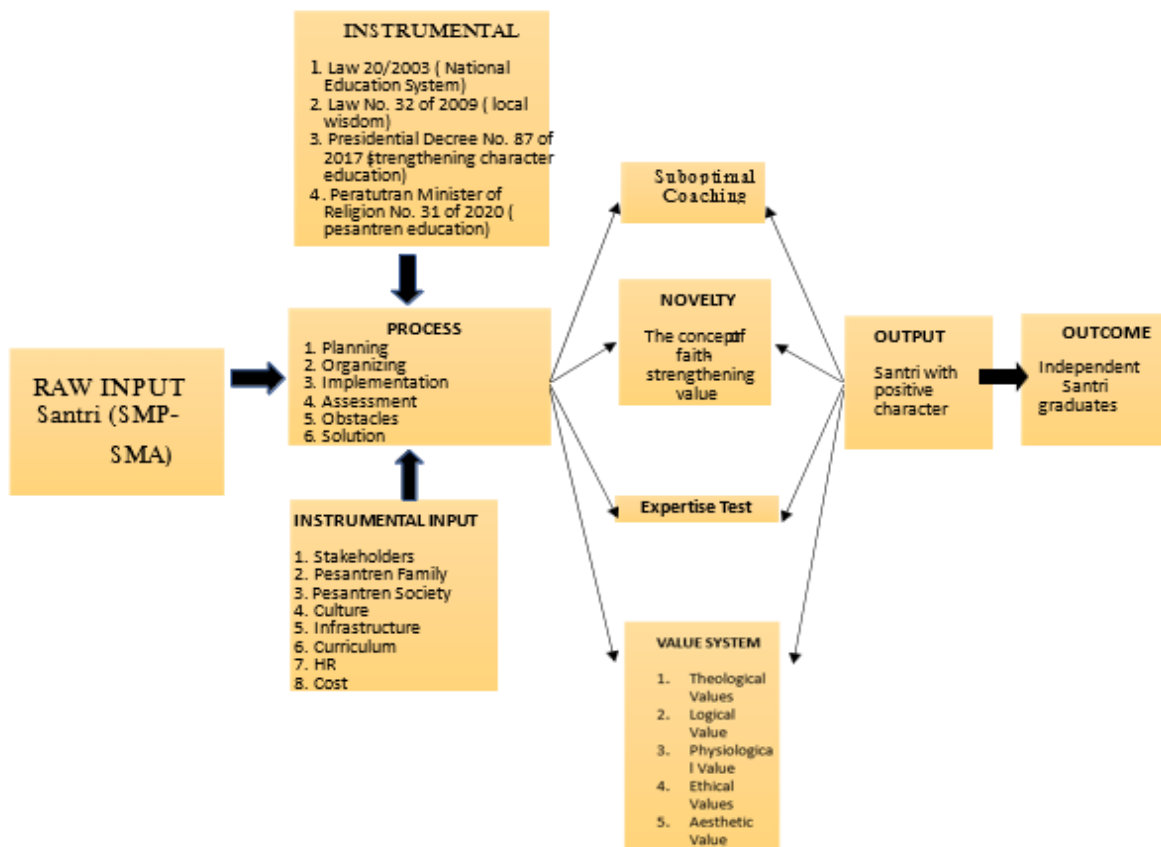 INSTRUMENTAL
1. Law 20/2003 ( National
Education System)
2. Law No. 32 of 2009 ( local
wisdom)
3. Presidential Decree No. 87 of
2017 (strengthening character
education)
4. Peratutran Minister of
Religion No. 31 of 2020 (
pesantren education)
RAW INPUT
Santri (SMP-
SMA)
PROCESS
1. Planning
2. Organizing
3. Implementation
4. Assessment
5. Obstacles
6. Solution
INSTRUMENTAL INPUT
1. Stakeholders
2. Pesantren Family
3. Pesantren Society
4. Culture
5. Infrastructure
6. Curriculum
7. HR
8. Cost
Suboptimal
Coaching
NOVELTY
The concept of
faith-
strengthening
value
Expertise Test
VALUE SYSTEM
1. Theological
Values
2. Logical
Value
3. Physiologica
l Value
4. Ethical
Values
5. Aesthetic
Value
OUTPUT
Santri with
positive
character
OUTCOME
Independent
Santri
graduates